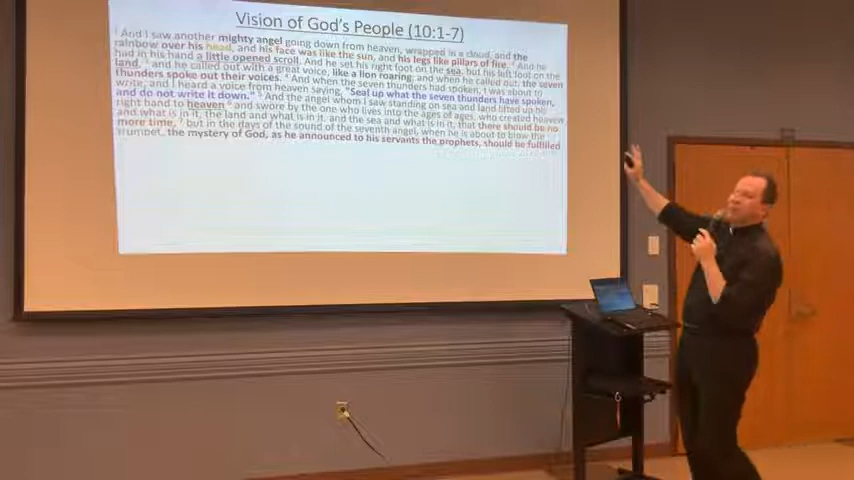 Vision of God's People (10:1-7)
1 And I saw another mighty angel going down from heaven, wrapped in a cloud, and the
rainbow over his head, and his face was like the sun, and his legs like pillars of fire. 2 And he
had in his hand a little opened scroll. And he set his right foot on the sea, but his left foot on the
land, 3 and he called out with a great voice, like a lion roaring; and when he called out, the seven
thunders spoke out their voices. 4 And when the seven thunders had spoken, I was about to
write, and I heard a voice from heaven saying, "Seal up what the seven thunders have spoken,
and do not write it down." 5 And the angel whom I saw standing on sea and land lifted up his
right hand to heaven 6 and swore by the one who lives into the ages of ages, who created heaven
and what is in it, the land and what is in it, and the sea and what is in it, that there should be no
more time, 7 but in the days of the sound of the seventh angel, when he is about to blow the
trumpet, the mystery of God, as he announced to his servants the prophets, should be fulfilled